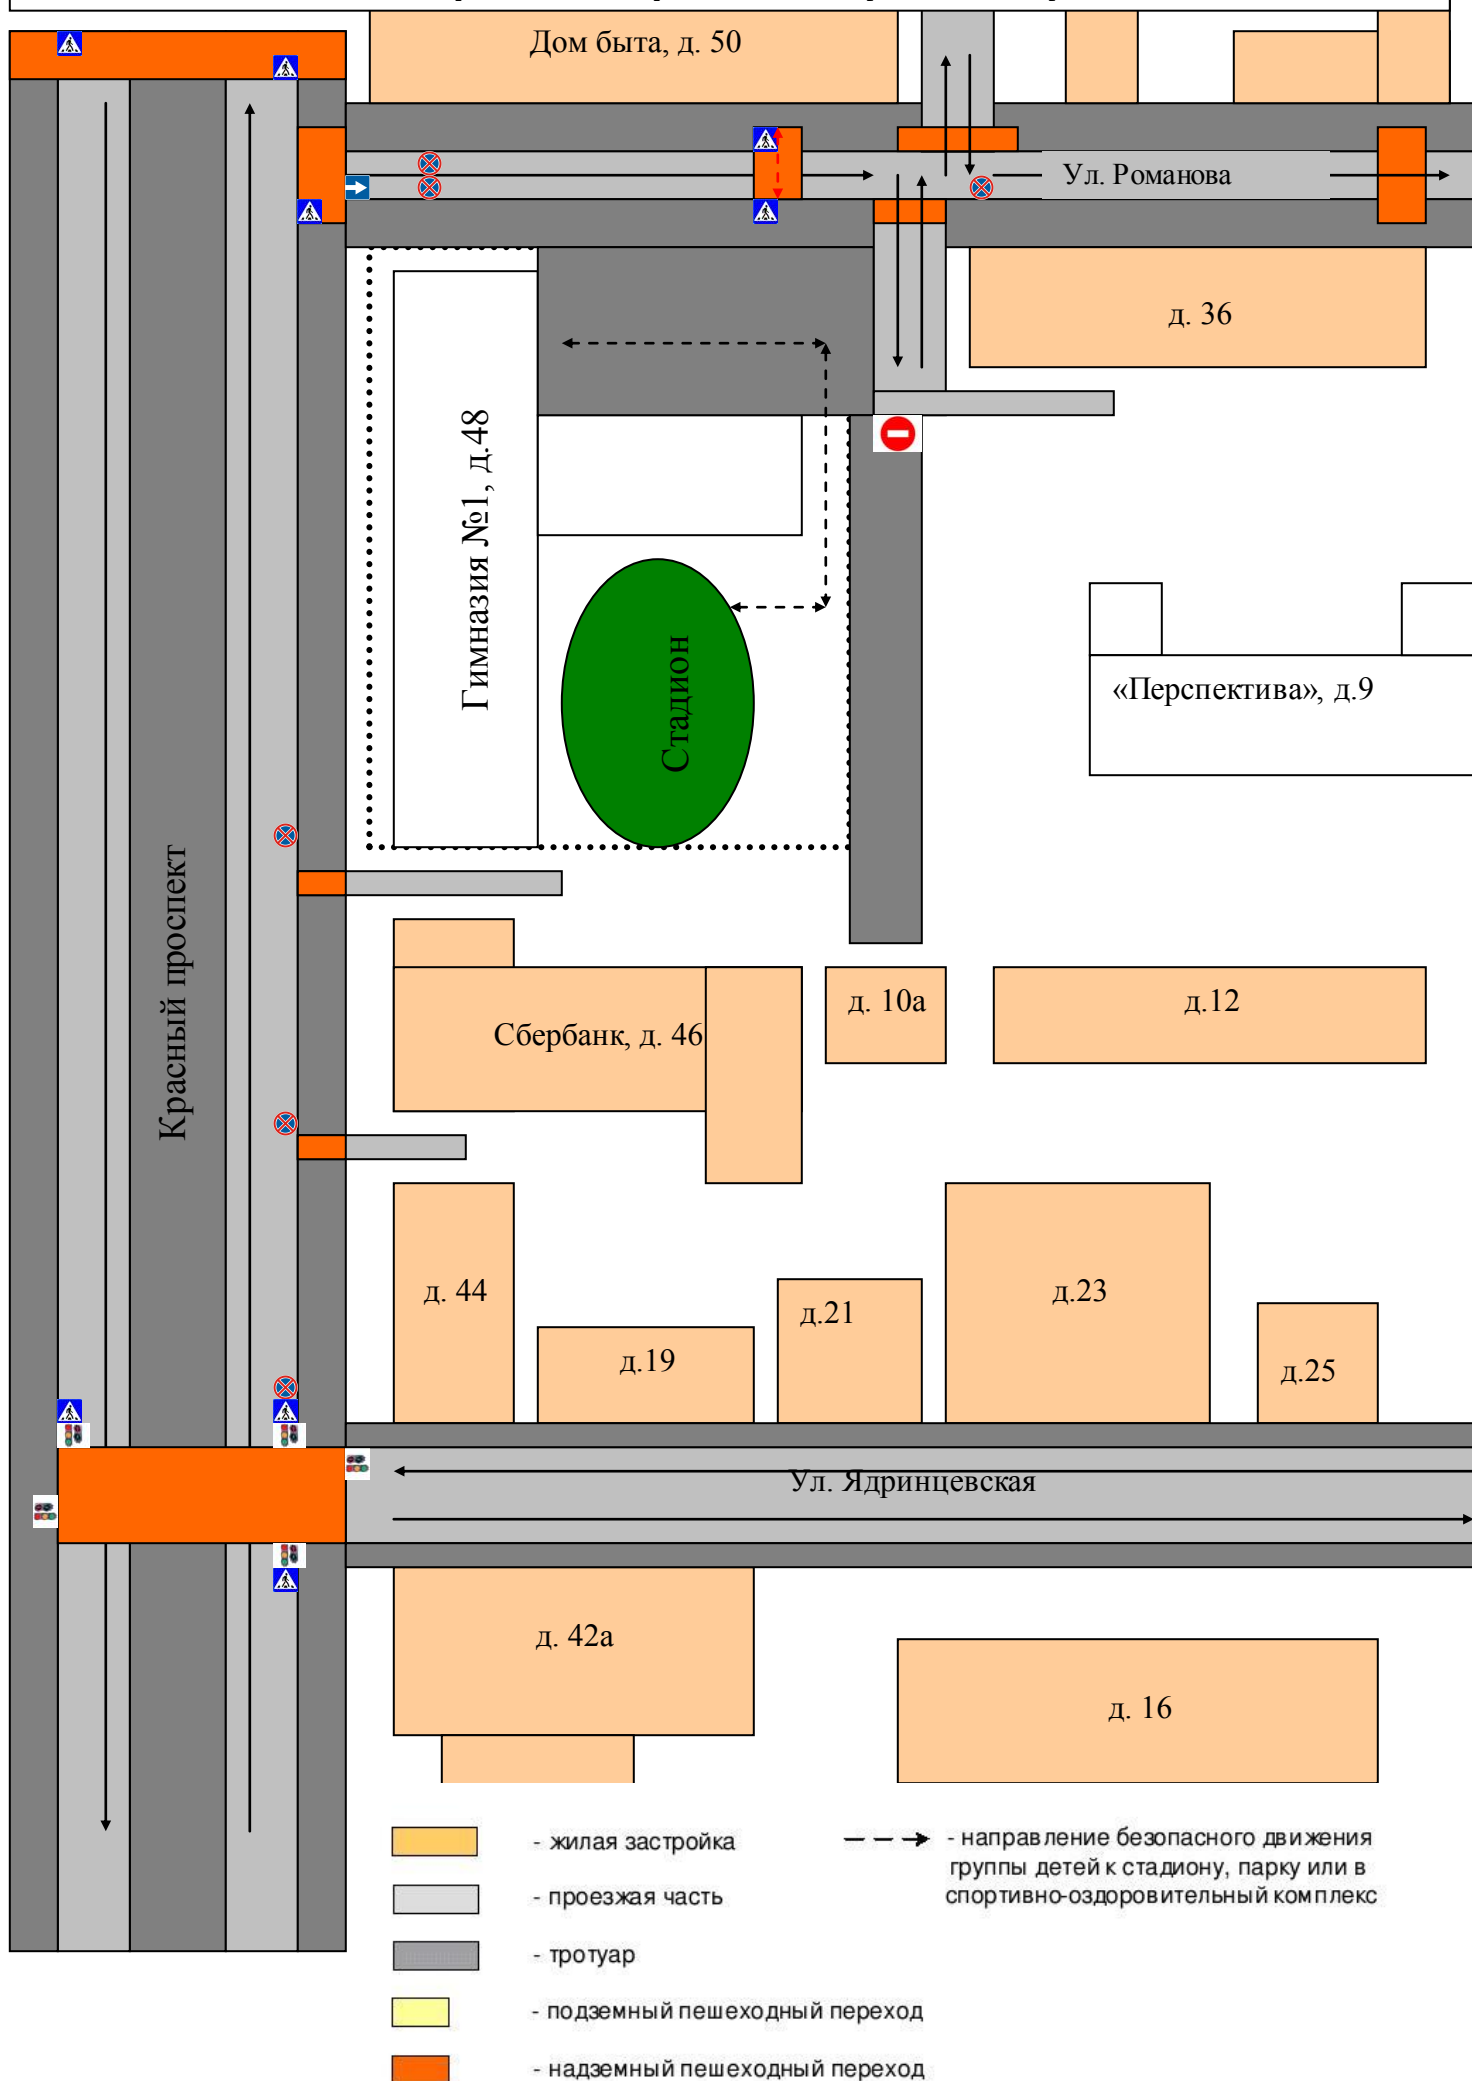 Дом быта, д. 50
Ул. Романова
д. 36
Гимназия №1, д.48
Стадион
«Перспектива», д.9
Красный проспект
Сбербанк, д. 46
д. 10а
д.12
д. 44
д.19
д.21
д.23
д.25
Ул. Ядринцевская
д. 42а
д. 16
- жилая застройка
- проезжая часть
- тротуар
- подземный пешеходный переход
- надземный пешеходный переход
- направление безопасного движения
группы детей к стадиону, парку или в
спортивно-оздоровительный комплекс